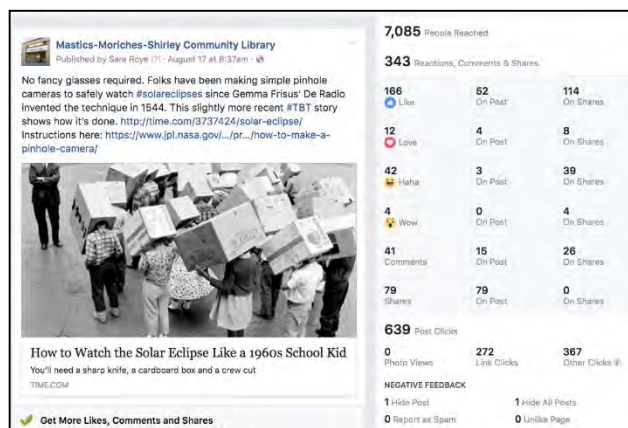 Mastics-Moriches-Shirley Community Library
Published by Sara Roye [?] · August 17 at 8:37am ·
No fancy glasses required. Folks have been making simple pinhole
cameras to safely watch #solareclipses since Gemma Frisus' De Radio
invented the technique in 1544. This slightly more recent #TBT story
shows how it's done. http://time.com/3737424/solar-eclipse/
Instructions here: https://www.jpl.nasa.gov/.../pr.../how-to-make-a-
pinhole-camera/
How to Watch the Solar Eclipse Like a 1960s School Kid
You'll need a sharp knife, a cardboard box and a crew cut
TIME.COM
Get More Likes, Comments and Shares
7,085 People Reached
343 Reactions, Comments & Shares
166 52 114
Like On Post On Shares
12 4 8
Love On Post On Shares
42 3 39
Haha On Post On Shares
4 0 4
Wow On Post On Shares
41 15 26
Comments On Post On Shares
79 79 0
Shares On Post On Shares
639 Post Clicks
0 272 367
Photo Views Link Clicks Other Clicks
NEGATIVE FEEDBACK
1 Hide Post 1 Hide All Posts
0 Report as Spam 0 Unlike Page